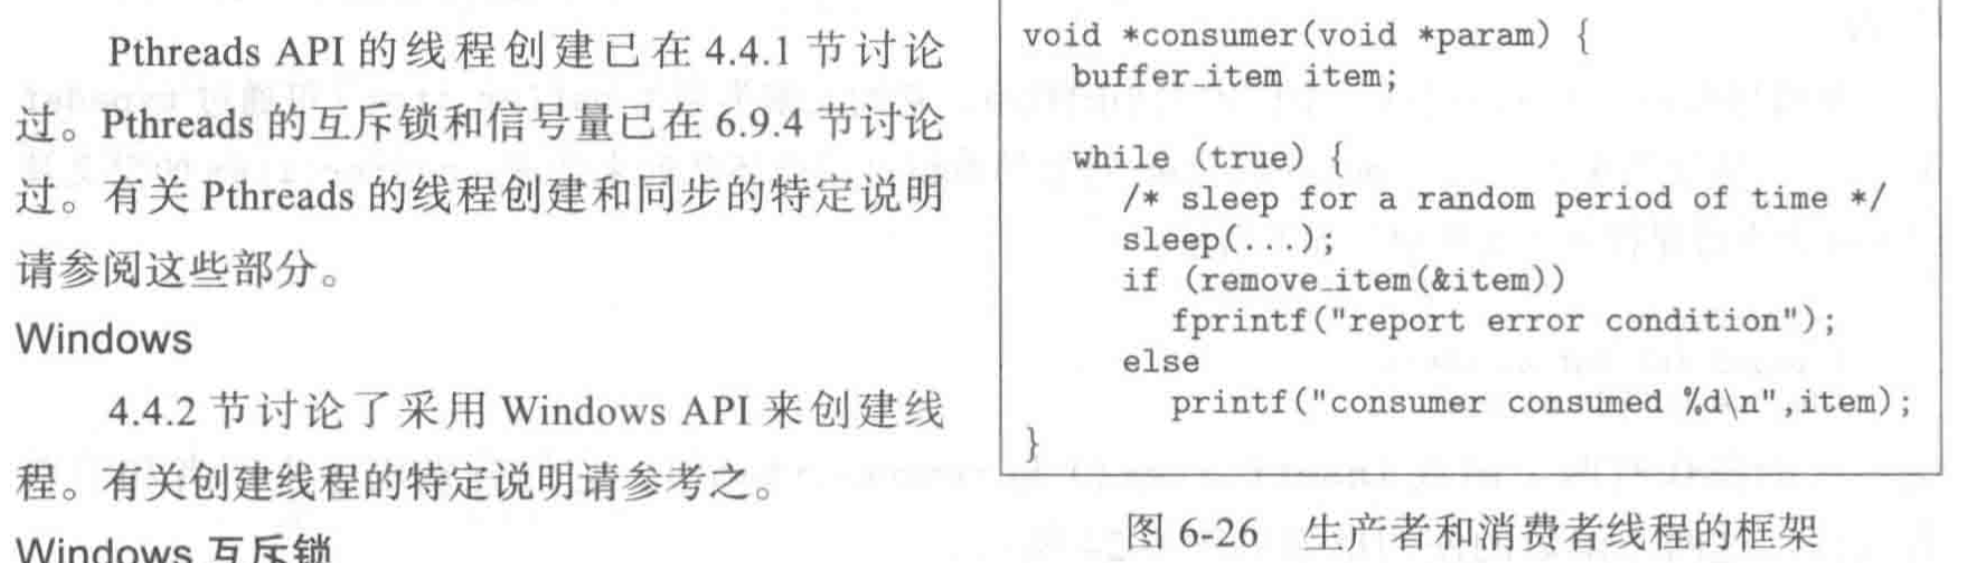 Pthreads API 的线程创建已在 4.4.1 节讨论
过。Pthreads 的互斥锁和信号量已在 6.9.4 节讨论
过。有关 Pthreads 的线程创建和同步的特定说明
请参阅这些部分。
Windows
4.4.2 节讨论了采用 Windows API 来创建线
程。有关创建线程的特定说明请参考之。
Windows 互斥锁
void *consumer(void *param) {
buffer_item item;
while (true) {
/* sleep for a random period of time */
sleep(...);
if (remove_item(&item))
fprintf("report error condition");
else
printf("consumer consumed %d\n",item);
}
图 6-26 生产者和消费者线程的框架